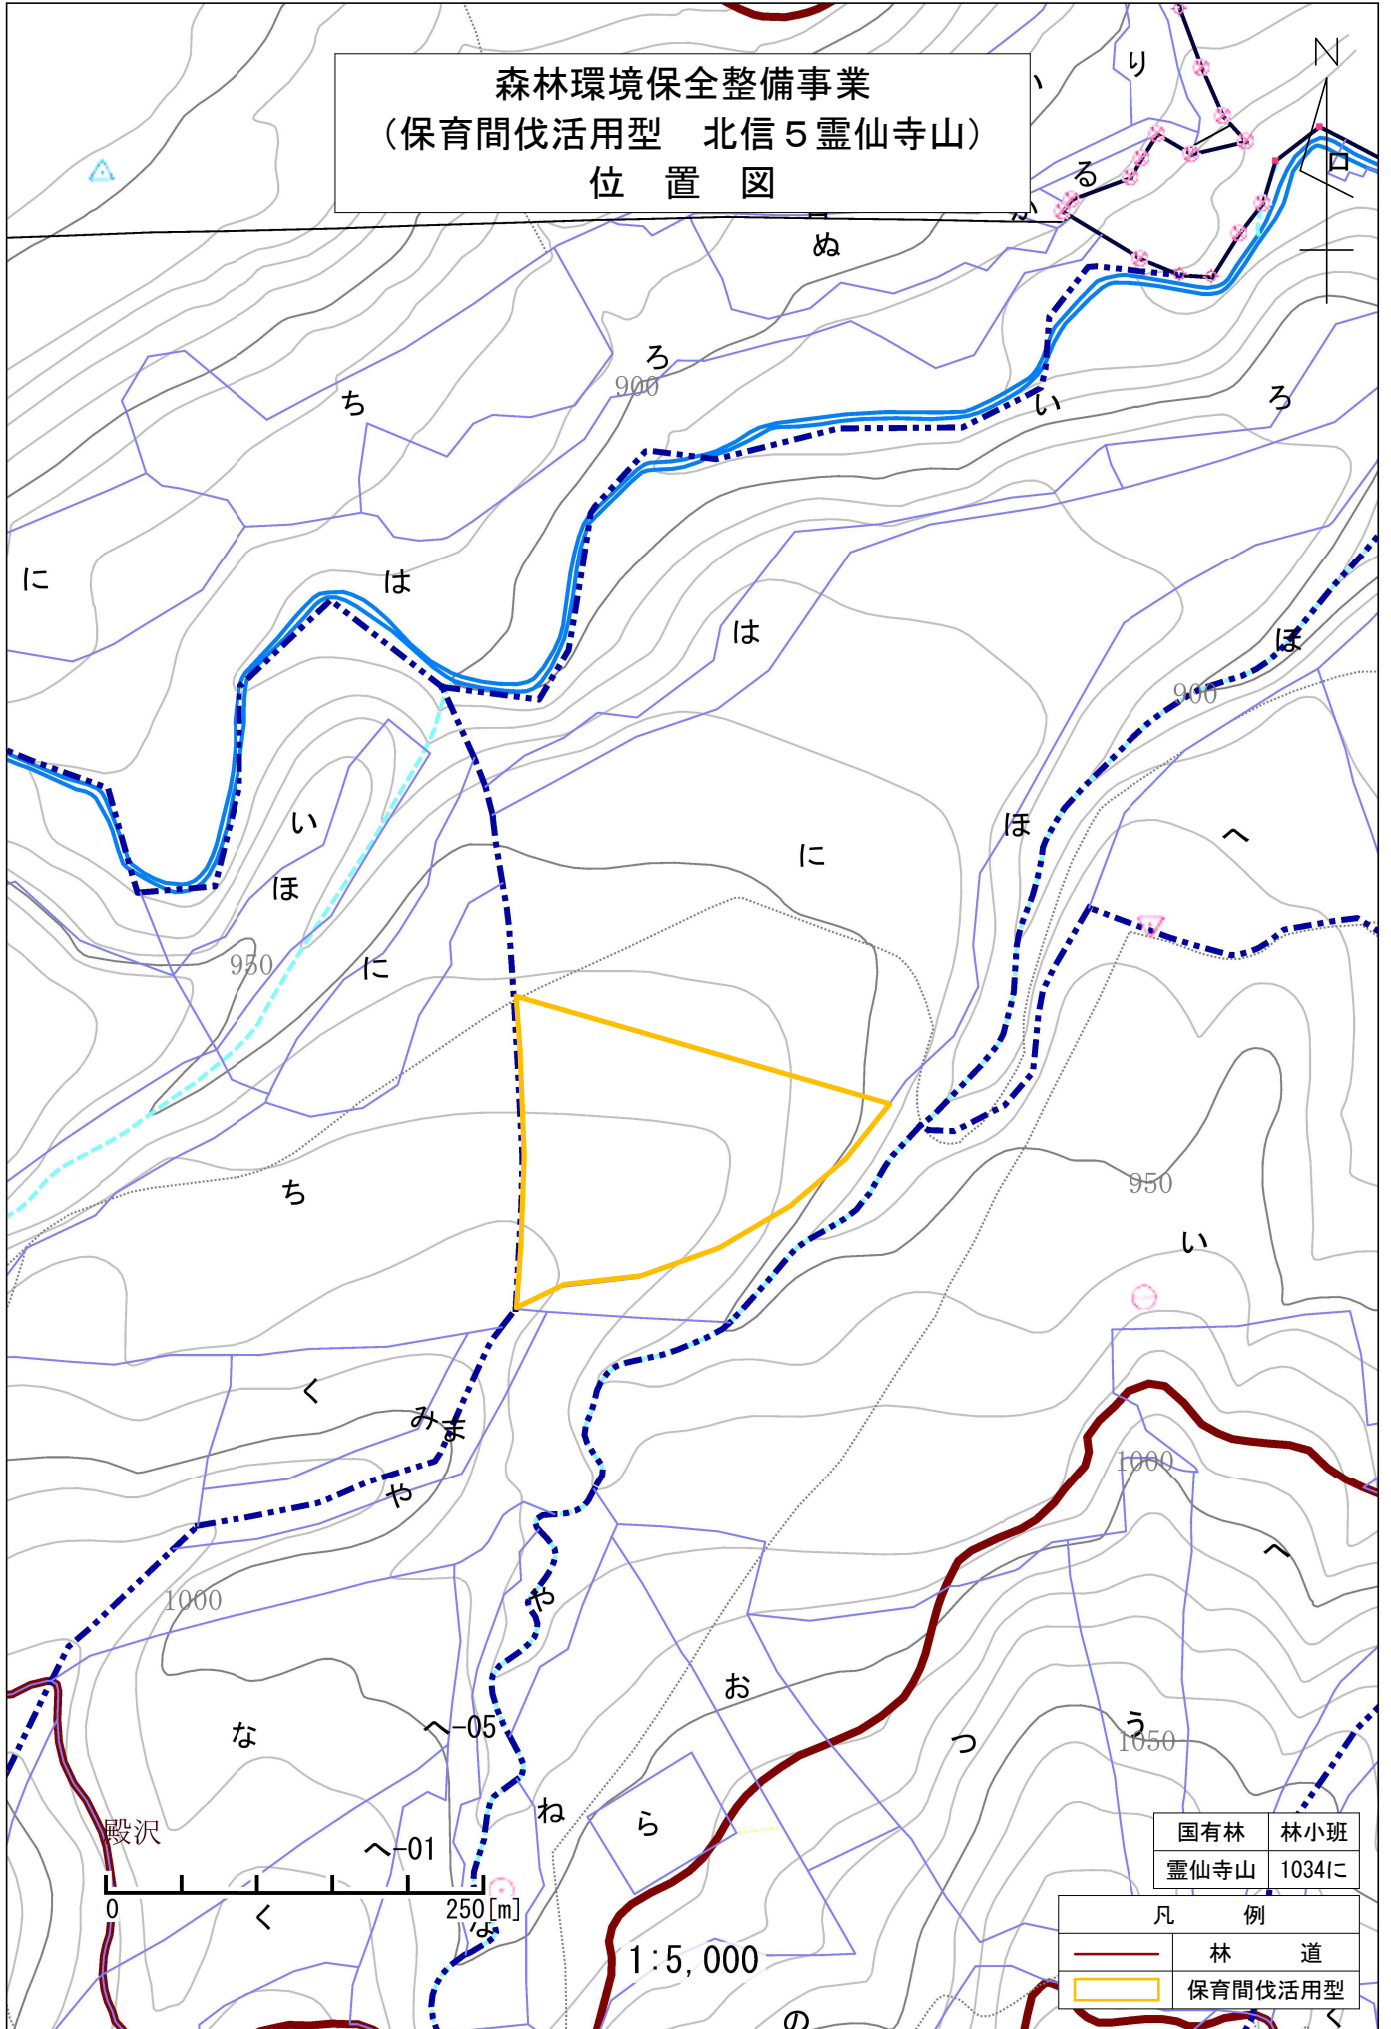 森林環境保全整備事業
（保育間伐活用型　北信５霊仙寺山）
位　置　図
N
り
る
ロ
か
ぬ
ろ
900
ち
い
ろ
に
は
は
ほ
900
い
ほ
に
ほ
へ
950
に
ち
950
い
く
みま
や
1000
へ
1000
や
お
な
へ-05
つ
う
1050
ね
ら
殿沢
へ-01
0
250[m]
く
な
1:5,000
の
国有林 林小班
霊仙寺山 1034に
凡　例
林　道
保育間伐活用型
く